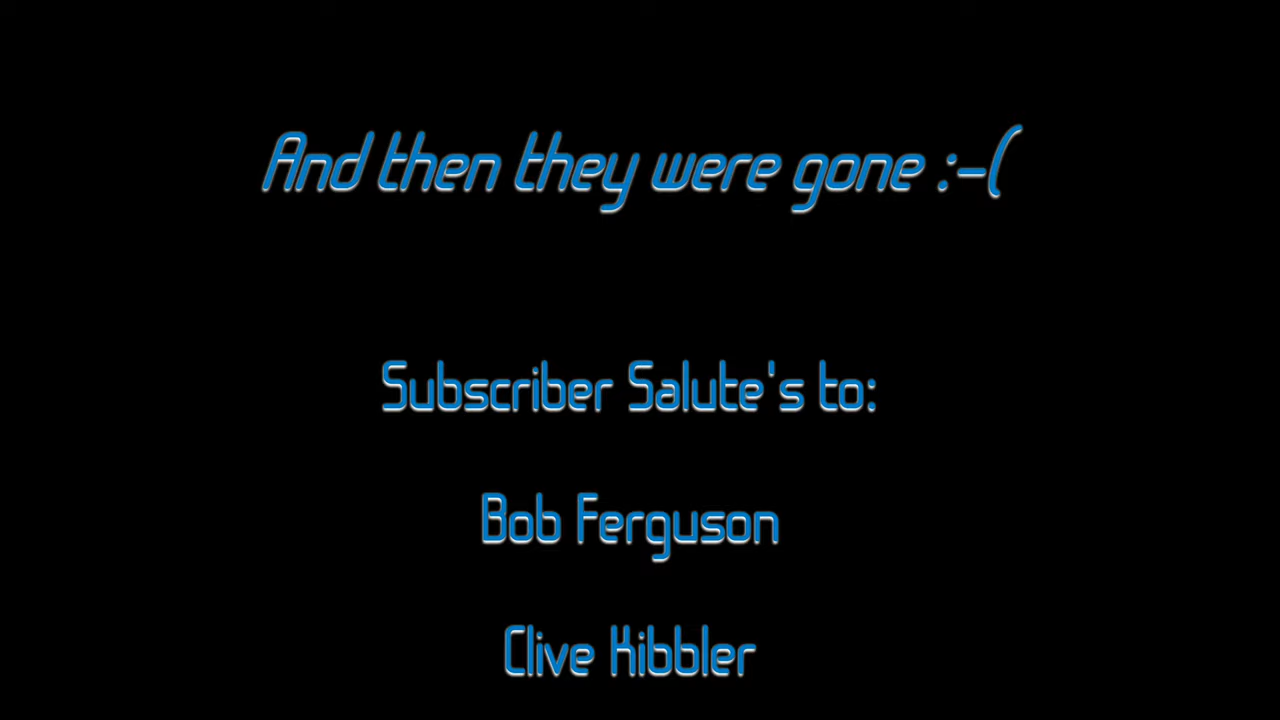 And then they were gone :-(
Subscriber Salute's to:
Bob Ferguson
Clive Kibbler